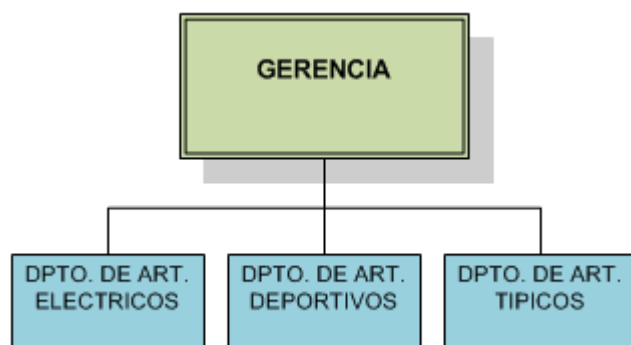 GERENCIA
DPTO. DE ART.
ELECTRICOS
DPTO. DE ART.
DEPORTIVOS
DPTO. DE ART.
TIPICOS